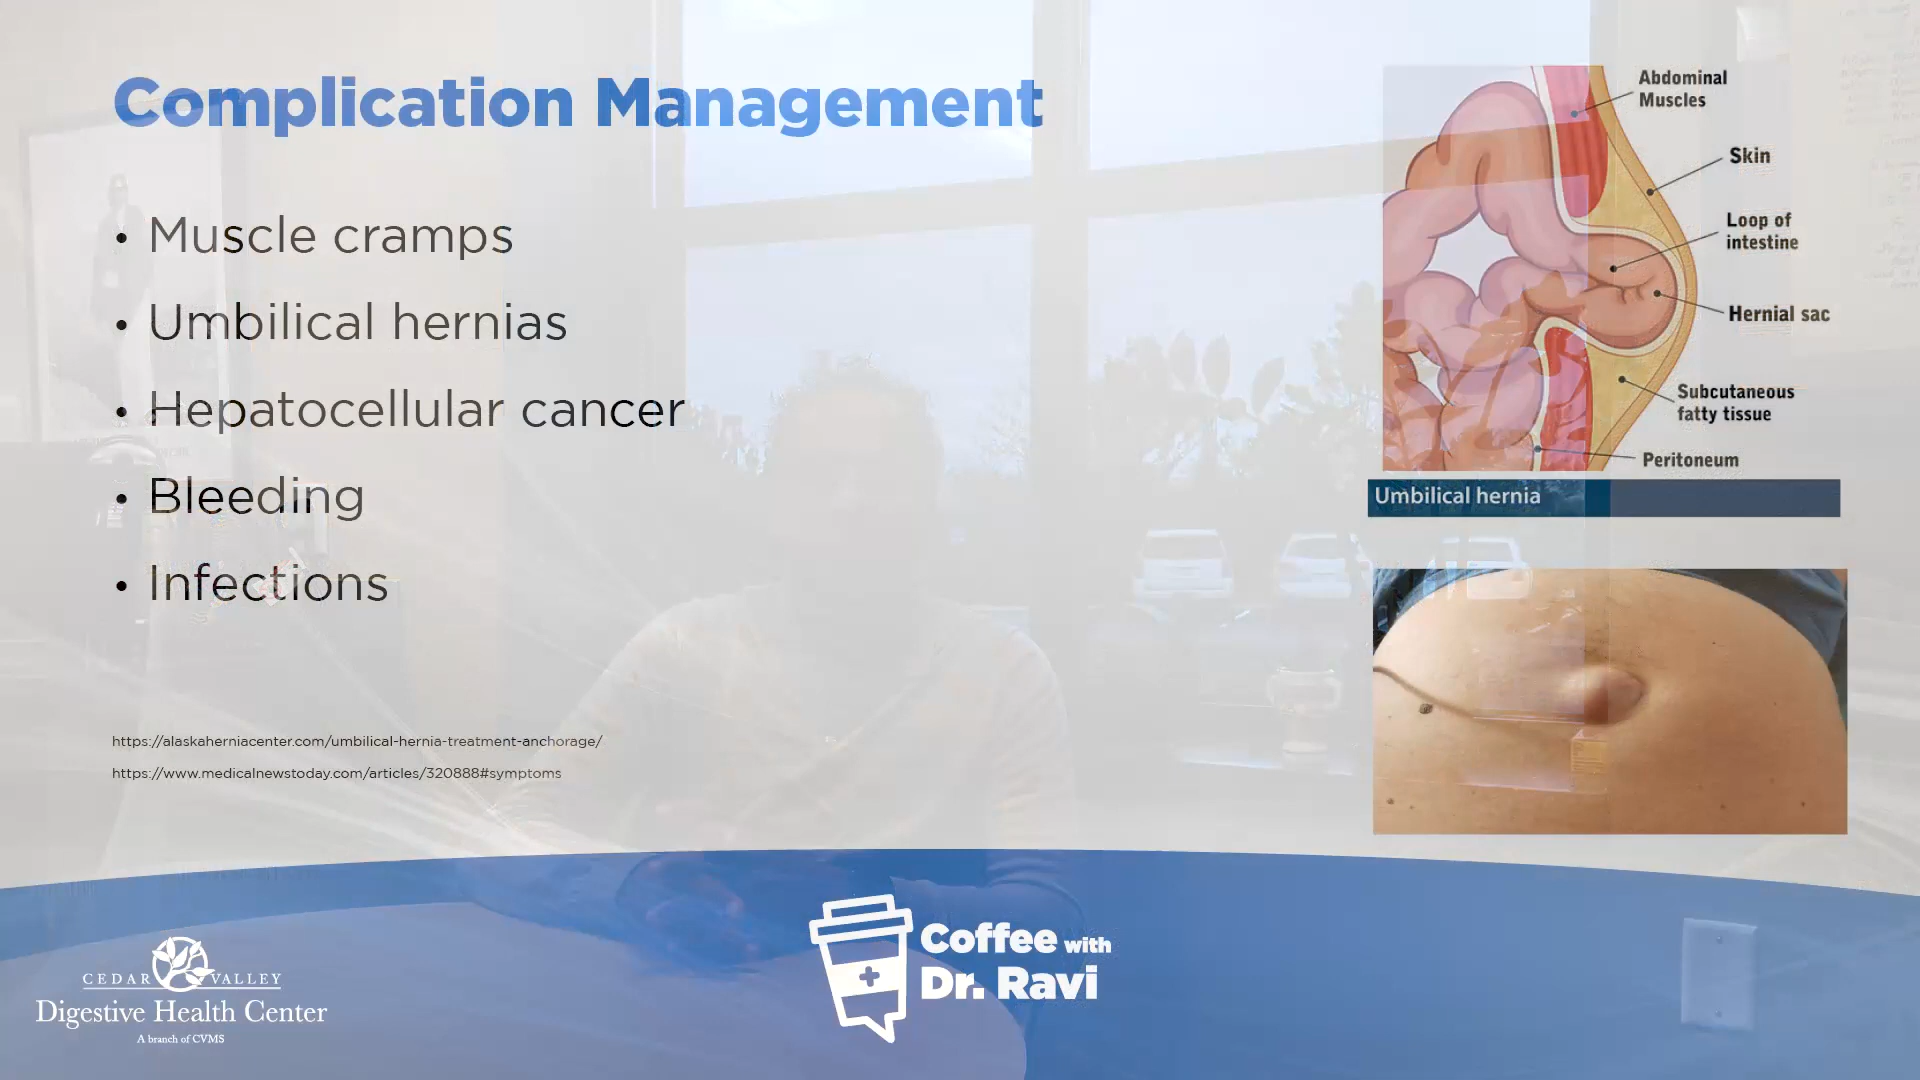 Complication Management
• Muscle cramps
• Umbilical hernias
• Hepatocellular cancer
• Bleeding
• Infections
https://alaskaherniacenter.com/umbilical-hernia-treatment-anchorage/
https://www.medicalnewstoday.com/articles/320888#symptoms
Abdominal
Muscles
Skin
Loop of
intestine
Hernial sac
Subcutaneous
fatty tissue
Peritoneum
Umbilical hernia
CEDAR VALLEY
Digestive Health Center
A branch of CVMS
Coffee with
Dr. Ravi